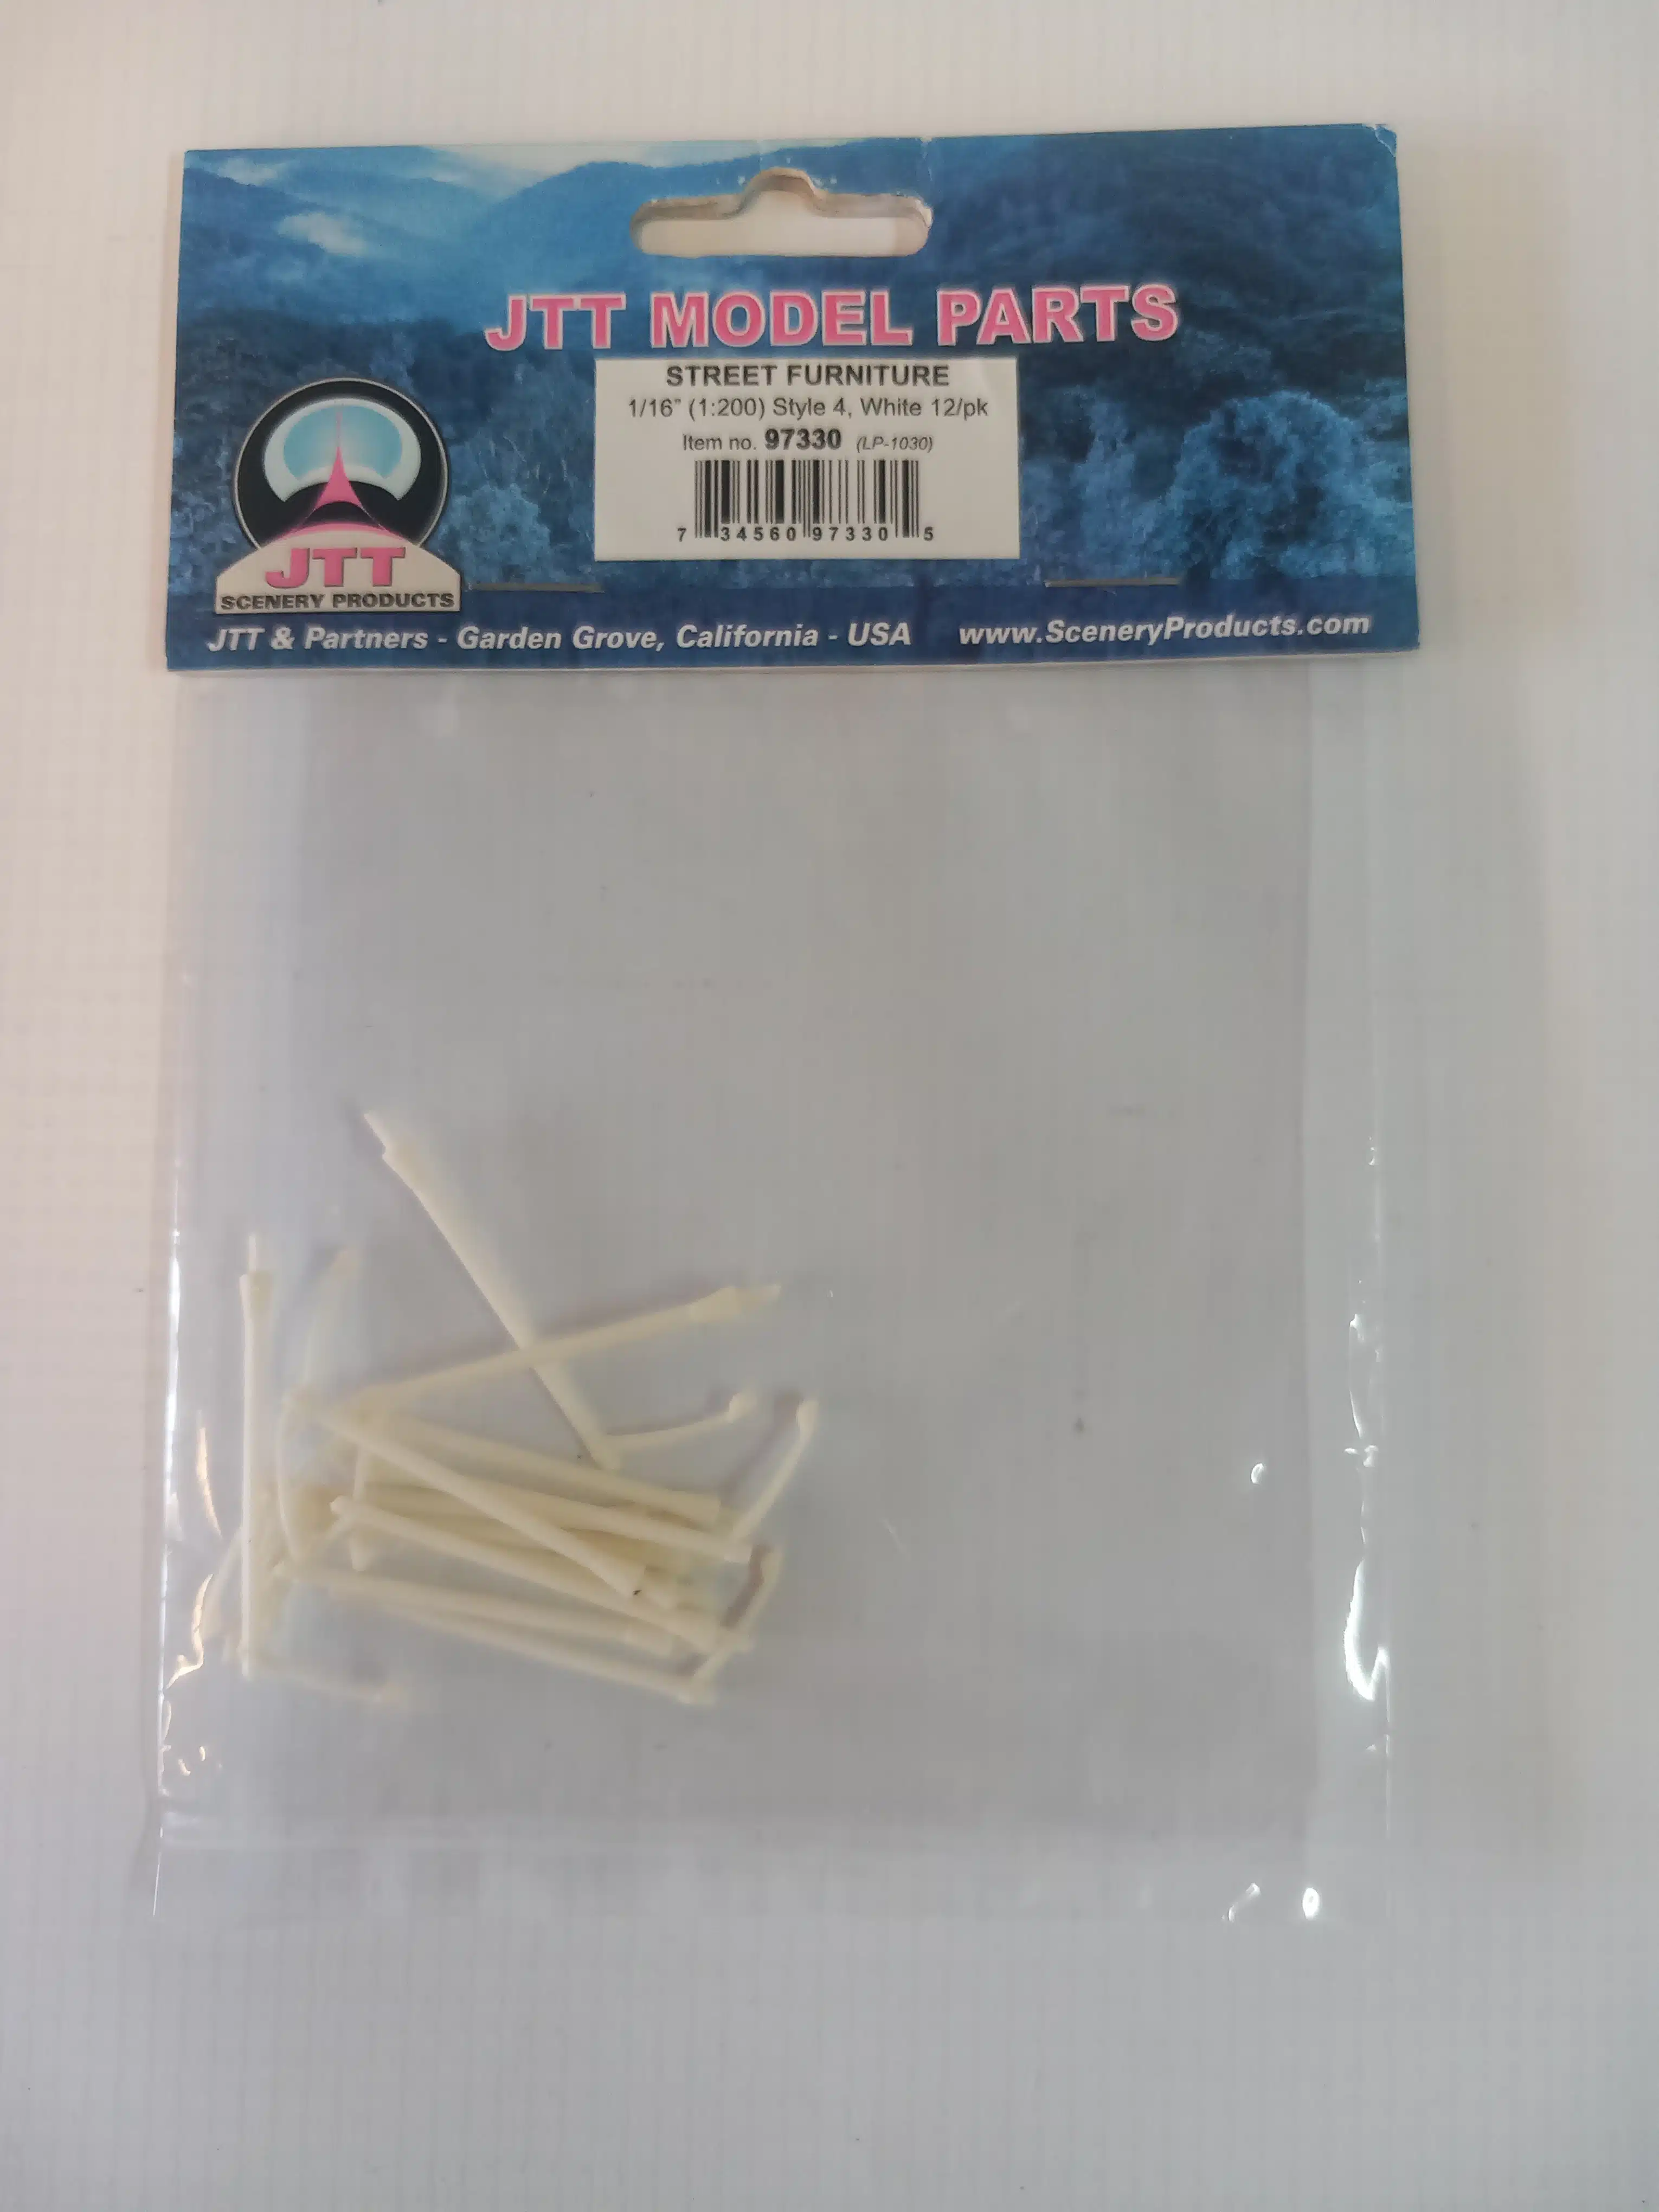 JTT MODEL PARTS
STREET FURNITURE
1/16" (1:200) Style 4, White 12/pk
Item no. 97330 (LP-1030)
7 34560 97330 5
JTT
SCENERY PRODUCTS
JTT & Partners - Garden Grove, California - USA www.SceneryProducts.com